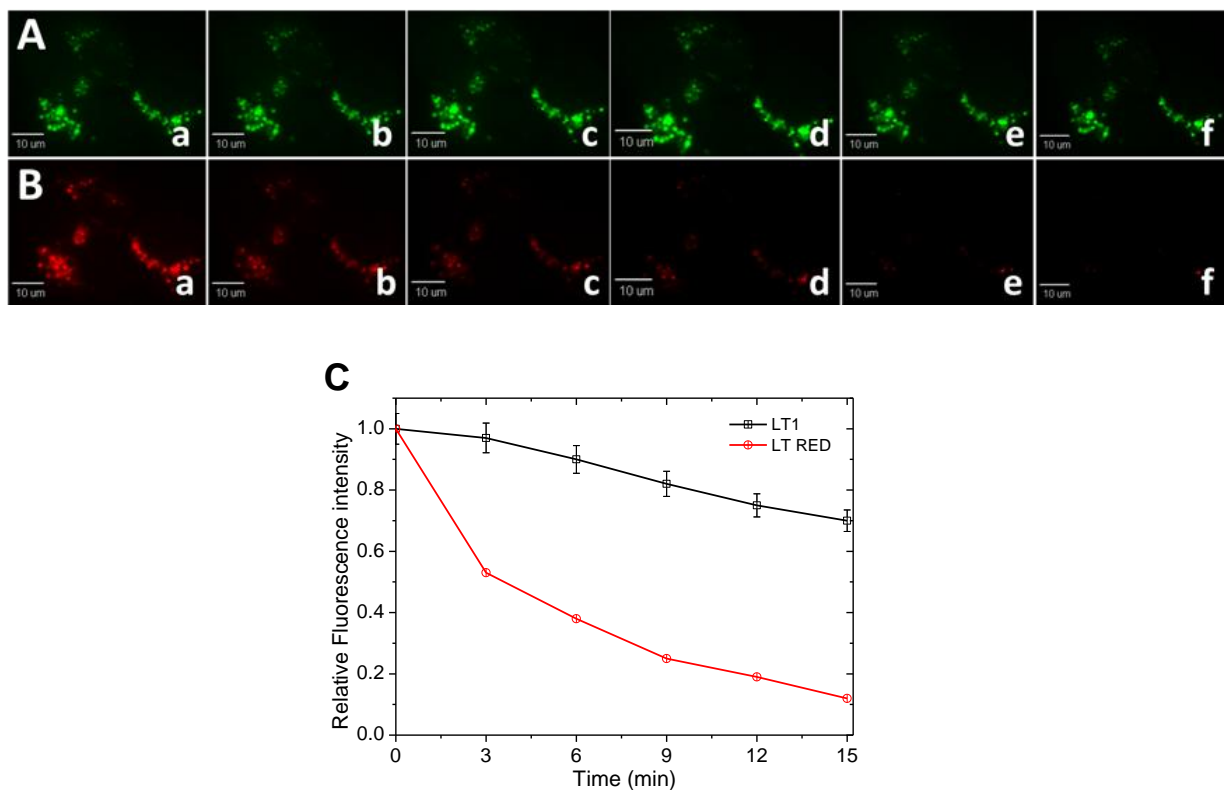 A
a b c d e f
10 um 10 um 10 um 10 um 10 um 10 um
B
a b c d e f
10 um 10 um 10 um 10 um 10 um 10 um
C
LT1
LT RED
Relative Fluorescence intensity
1.0
0.8
0.6
0.4
0.2
0.0
0 3 6 9 12 15
Time (min)